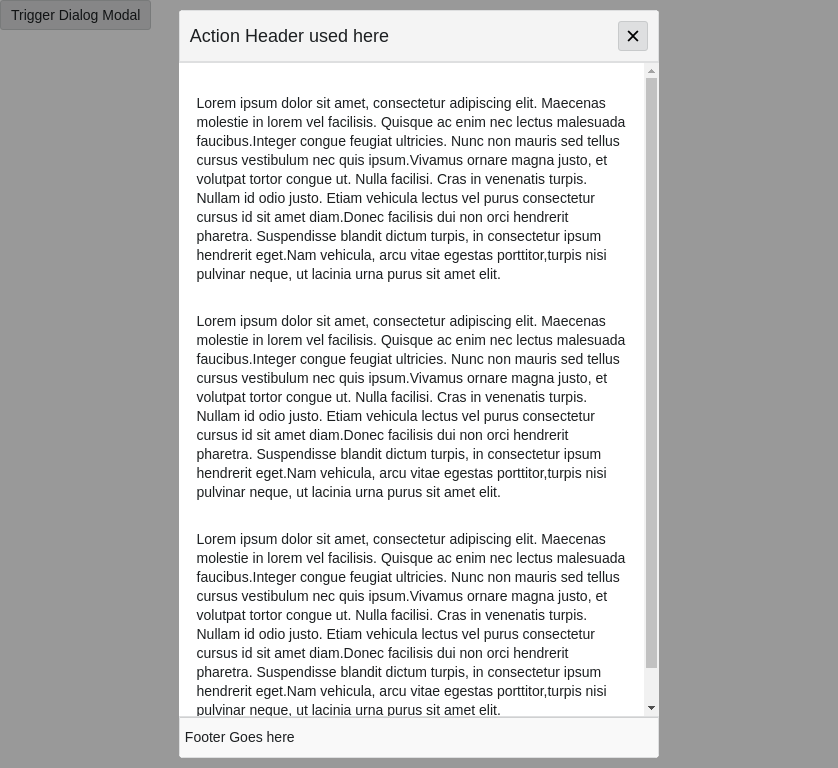 Trigger Dialog Modal
Action Header used here
Lorem ipsum dolor sit amet, consectetur adipiscing elit. Maecenas
molestie in lorem vel facilisis. Quisque ac enim nec lectus malesuada
faucibus.Integer congue feugiat ultricies. Nunc non mauris sed tellus
cursus vestibulum nec quis ipsum.Vivamus ornare magna justo, et
volutpat tortor congue ut. Nulla facilisi. Cras in venenatis turpis.
Nullam id odio justo. Etiam vehicula lectus vel purus consectetur
cursus id sit amet diam.Donec facilisis dui non orci hendrerit
pharetra. Suspendisse blandit dictum turpis, in consectetur ipsum
hendrerit eget.Nam vehicula, arcu vitae egestas porttitor,turpis nisi
pulvinar neque, ut lacinia urna purus sit amet elit.
Lorem ipsum dolor sit amet, consectetur adipiscing elit. Maecenas
molestie in lorem vel facilisis. Quisque ac enim nec lectus malesuada
faucibus.Integer congue feugiat ultricies. Nunc non mauris sed tellus
cursus vestibulum nec quis ipsum.Vivamus ornare magna justo, et
volutpat tortor congue ut. Nulla facilisi. Cras in venenatis turpis.
Nullam id odio justo. Etiam vehicula lectus vel purus consectetur
cursus id sit amet diam.Donec facilisis dui non orci hendrerit
pharetra. Suspendisse blandit dictum turpis, in consectetur ipsum
hendrerit eget.Nam vehicula, arcu vitae egestas porttitor,turpis nisi
pulvinar neque, ut lacinia urna purus sit amet elit.
Lorem ipsum dolor sit amet, consectetur adipiscing elit. Maecenas
molestie in lorem vel facilisis. Quisque ac enim nec lectus malesuada
faucibus.Integer congue feugiat ultricies. Nunc non mauris sed tellus
cursus vestibulum nec quis ipsum.Vivamus ornare magna justo, et
volutpat tortor congue ut. Nulla facilisi. Cras in venenatis turpis.
Nullam id odio justo. Etiam vehicula lectus vel purus consectetur
cursus id sit amet diam.Donec facilisis dui non orci hendrerit
pharetra. Suspendisse blandit dictum turpis, in consectetur ipsum
hendrerit eget.Nam vehicula, arcu vitae egestas porttitor,turpis nisi
pulvinar neque, ut lacinia urna purus sit amet elit.
Footer Goes here